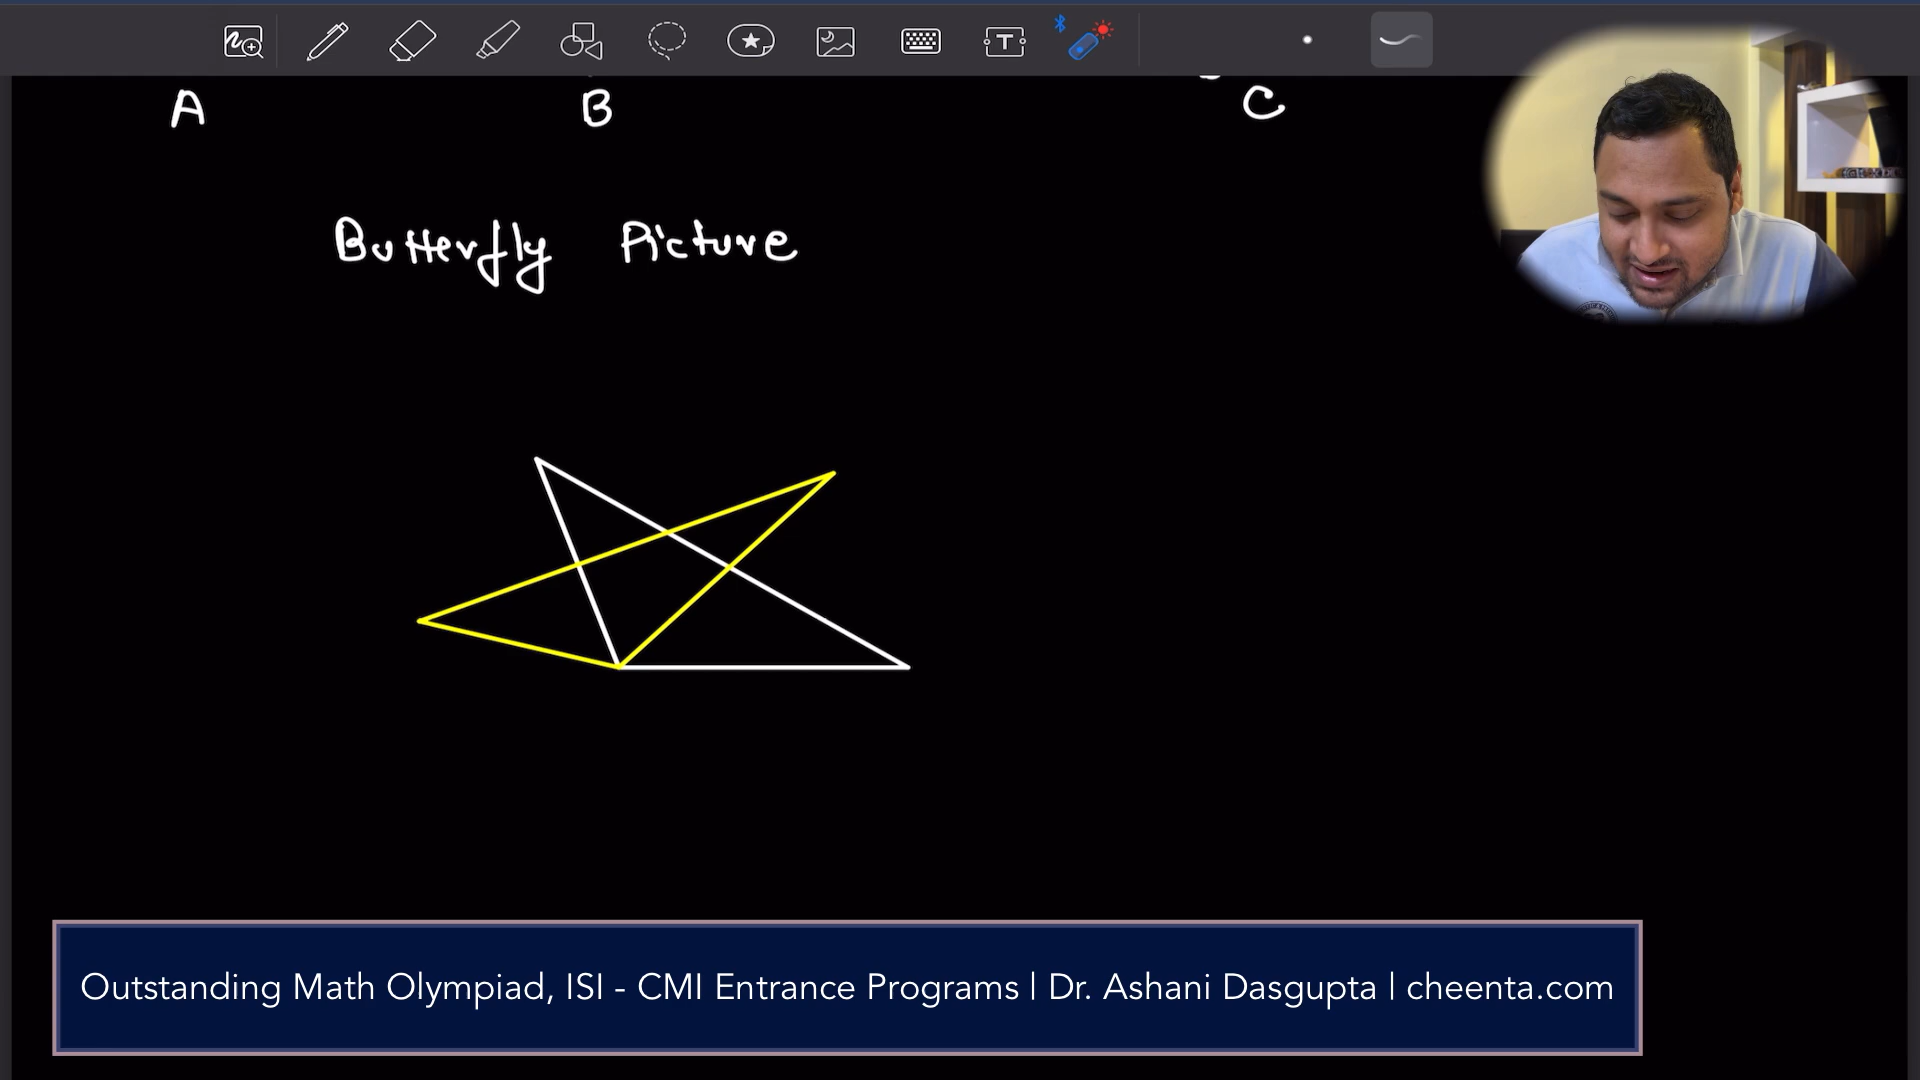 A B C
Butterfly Picture
Outstanding Math Olympiad, ISI - CMI Entrance Programs | Dr. Ashani Dasgupta | cheenta.com